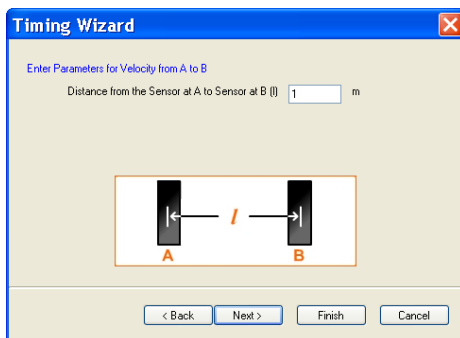 Timing Wizard
Enter Parameters for Velocity from A to B
Distance from the Sensor at A to Sensor at B (l) 1 m
l
A B
< Back Next > Finish Cancel